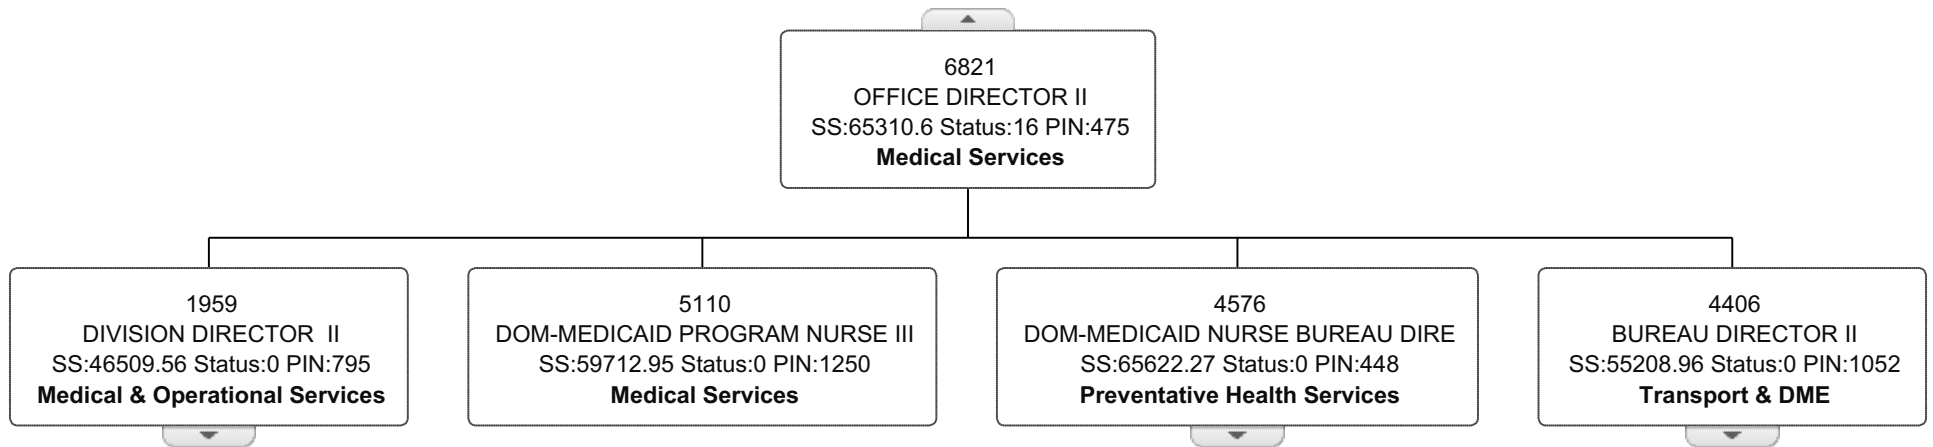 6821
OFFICE DIRECTOR II
SS:65310.6 Status:16 PIN:475
Medical Services
1959
DIVISION DIRECTOR  II
SS:46509.56 Status:0 PIN:795
Medical & Operational Services
5110
DOM-MEDICAID PROGRAM NURSE III
SS:59712.95 Status:0 PIN:1250
Medical Services
4576
DOM-MEDICAID NURSE BUREAU DIRE
SS:65622.27 Status:0 PIN:448
Preventative Health Services
4406
BUREAU DIRECTOR II
SS:55208.96 Status:0 PIN:1052
Transport & DME